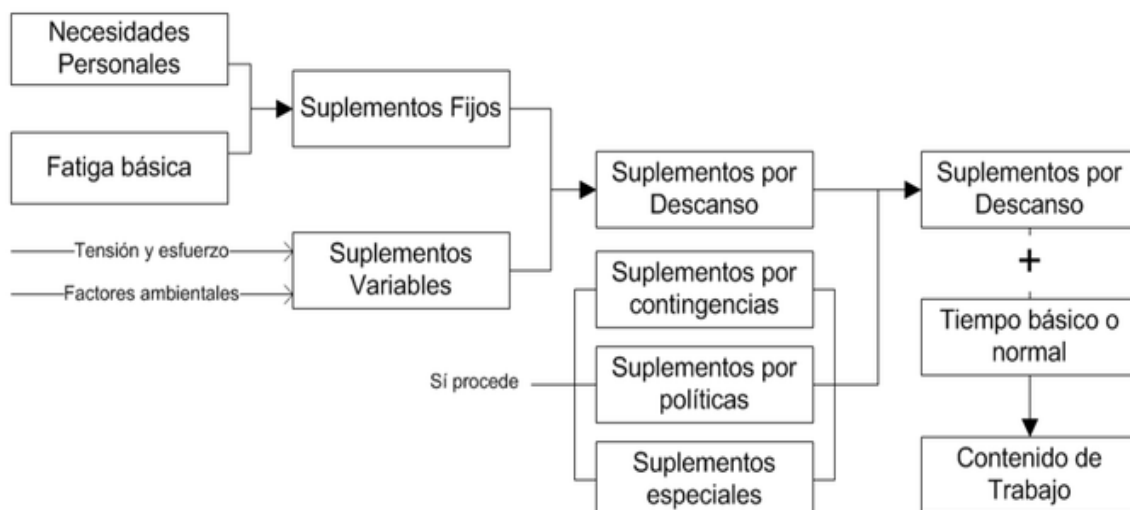 Necesidades
Personales
Fatiga básica
Tensión y esfuerzo
Factores ambientales
Suplementos Fijos
Suplementos
Variables
Suplementos por
Descanso
Suplementos por
contingencias
Sí procede
Suplementos por
políticas
Suplementos
especiales
Suplementos por
Descanso
+
Tiempo básico o
normal
Contenido de
Trabajo